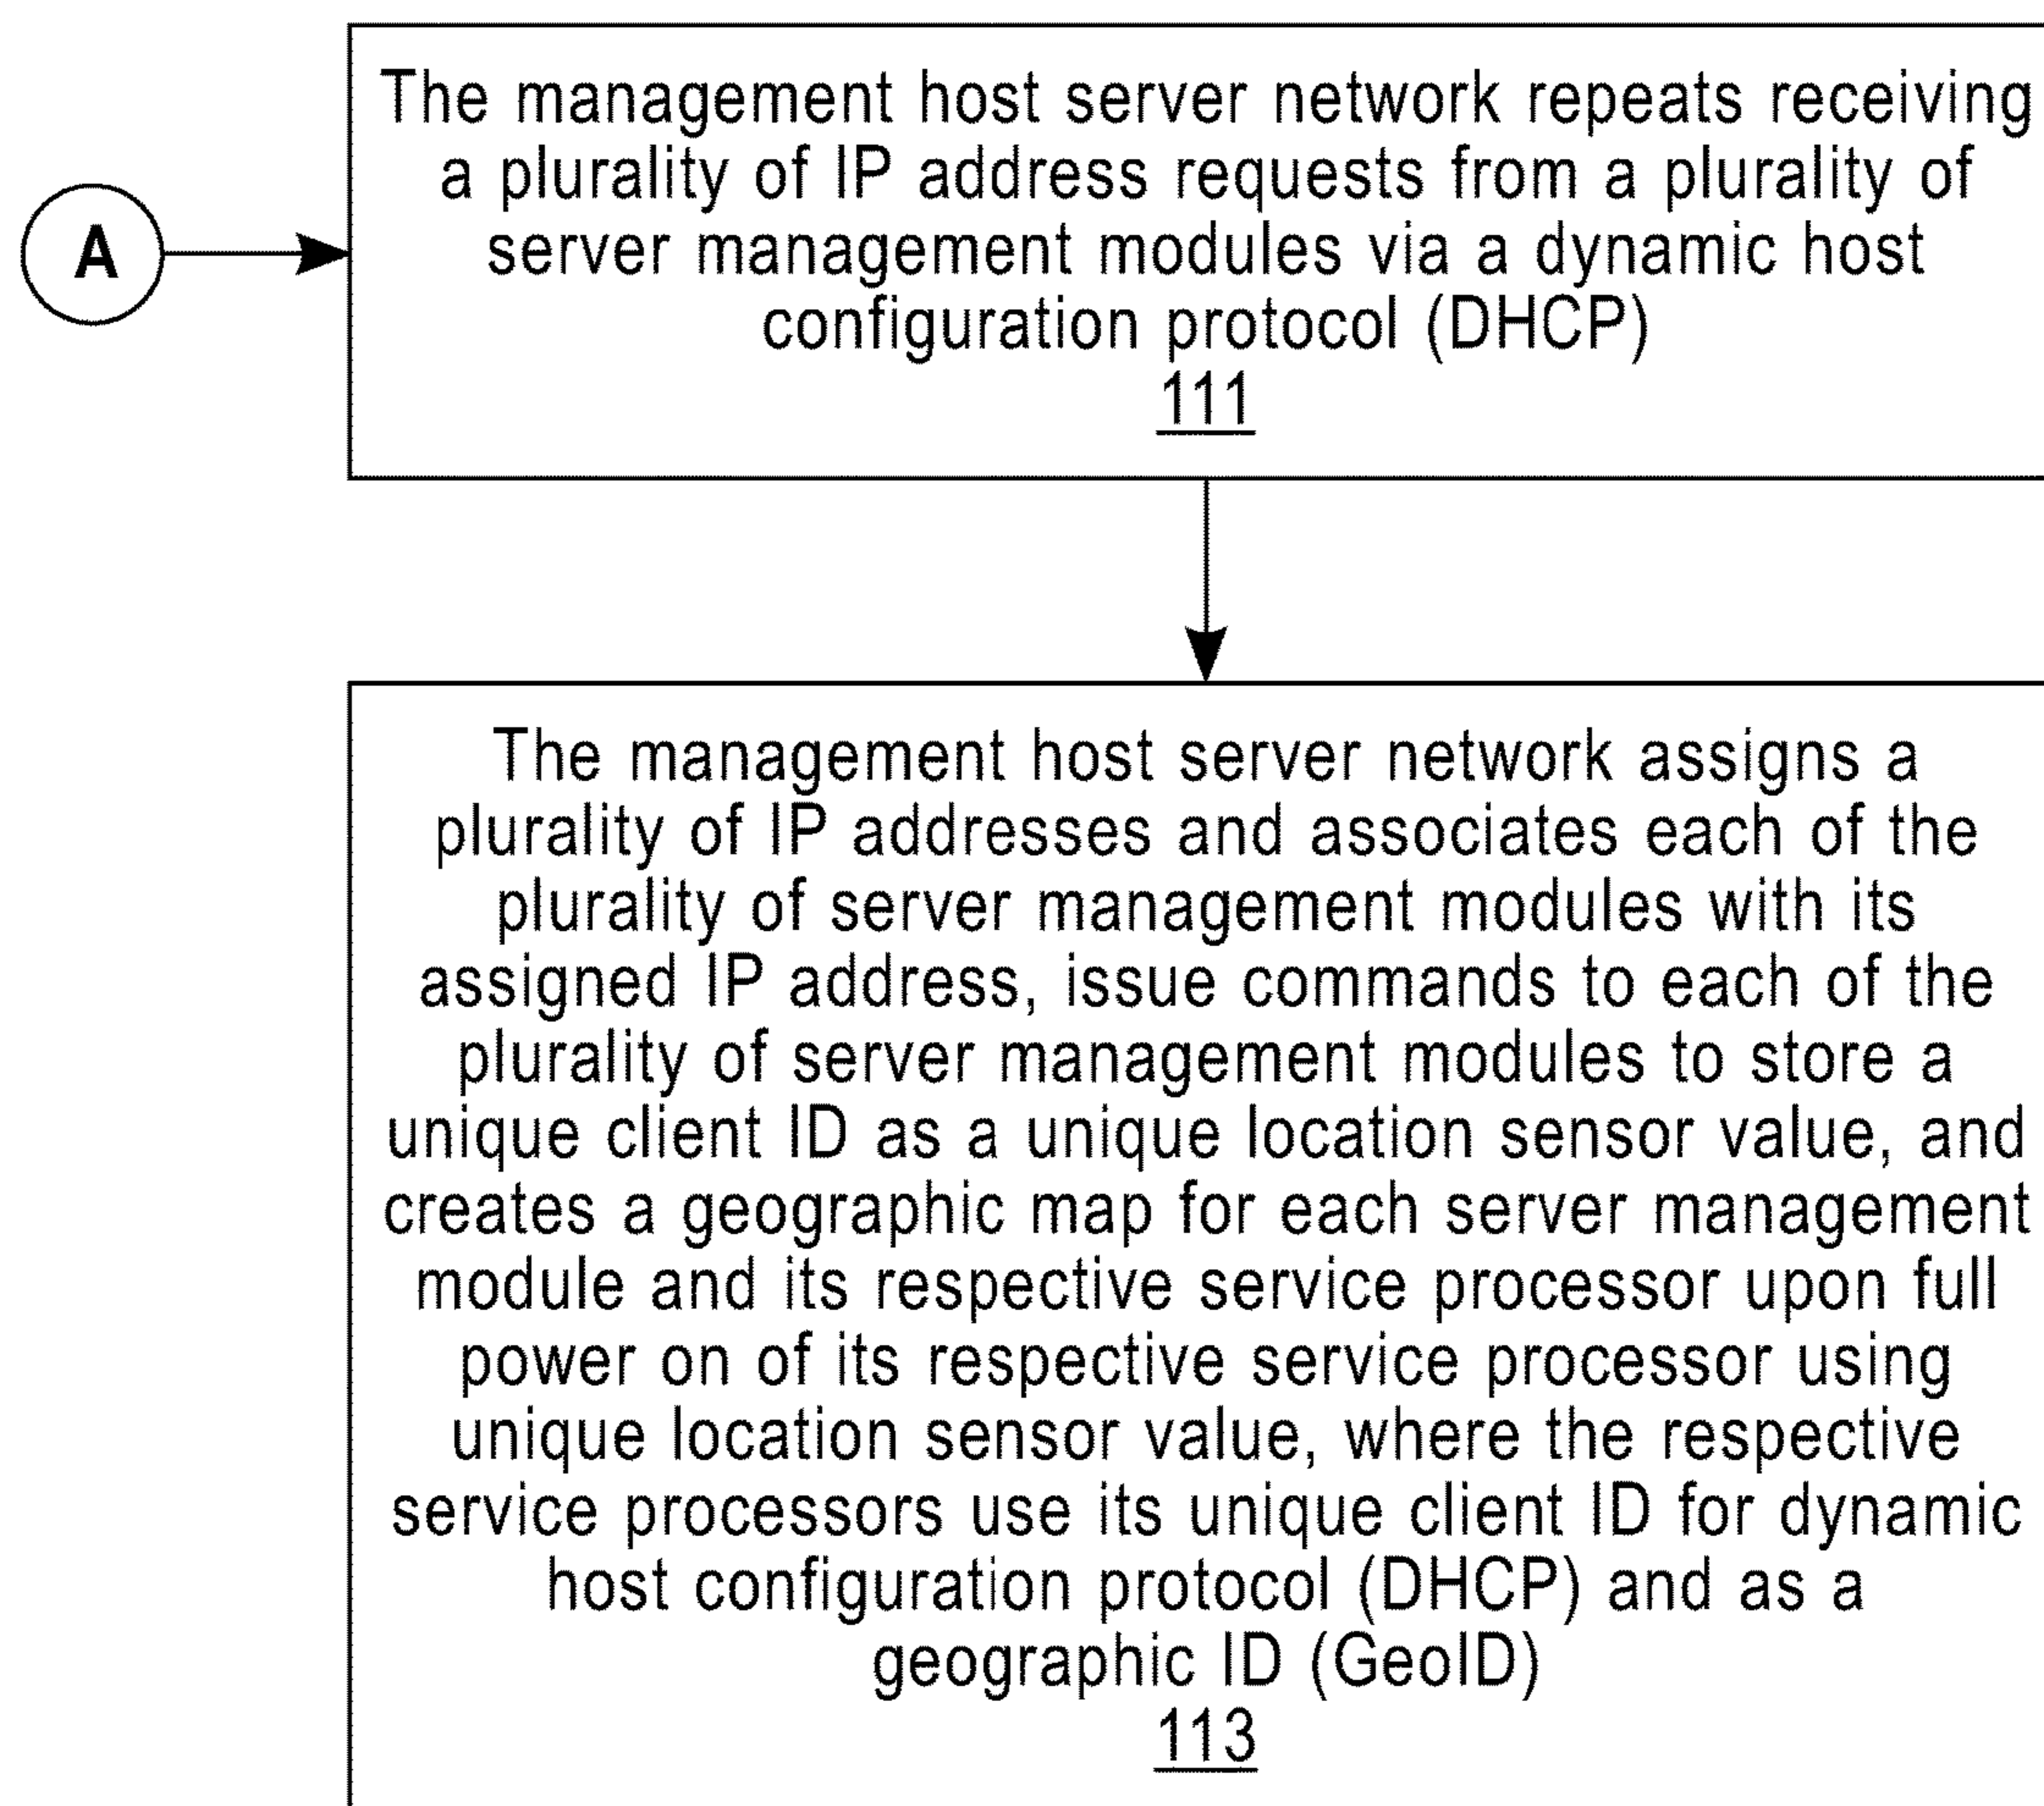 The management host server network repeats receiving
a plurality of IP address requests from a plurality of
server management modules via a dynamic host
configuration protocol (DHCP)
111
A
The management host server network assigns a
plurality of IP addresses and associates each of the
plurality of server management modules with its
assigned IP address, issue commands to each of the
plurality of server management modules to store a
unique client ID as a unique location sensor value, and
creates a geographic map for each server management
module and its respective service processor upon full
power on of its respective service processor using
unique location sensor value, where the respective
service processors use its unique client ID for dynamic
host configuration protocol (DHCP) and as a
geographic ID (GeoID)
113